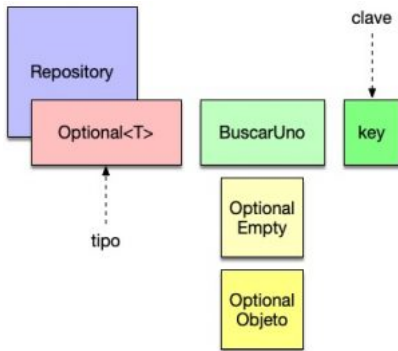 clave
Repository
Optional<T>
BuscarUno
key
tipo
Optional
Empty
Optional
Objeto